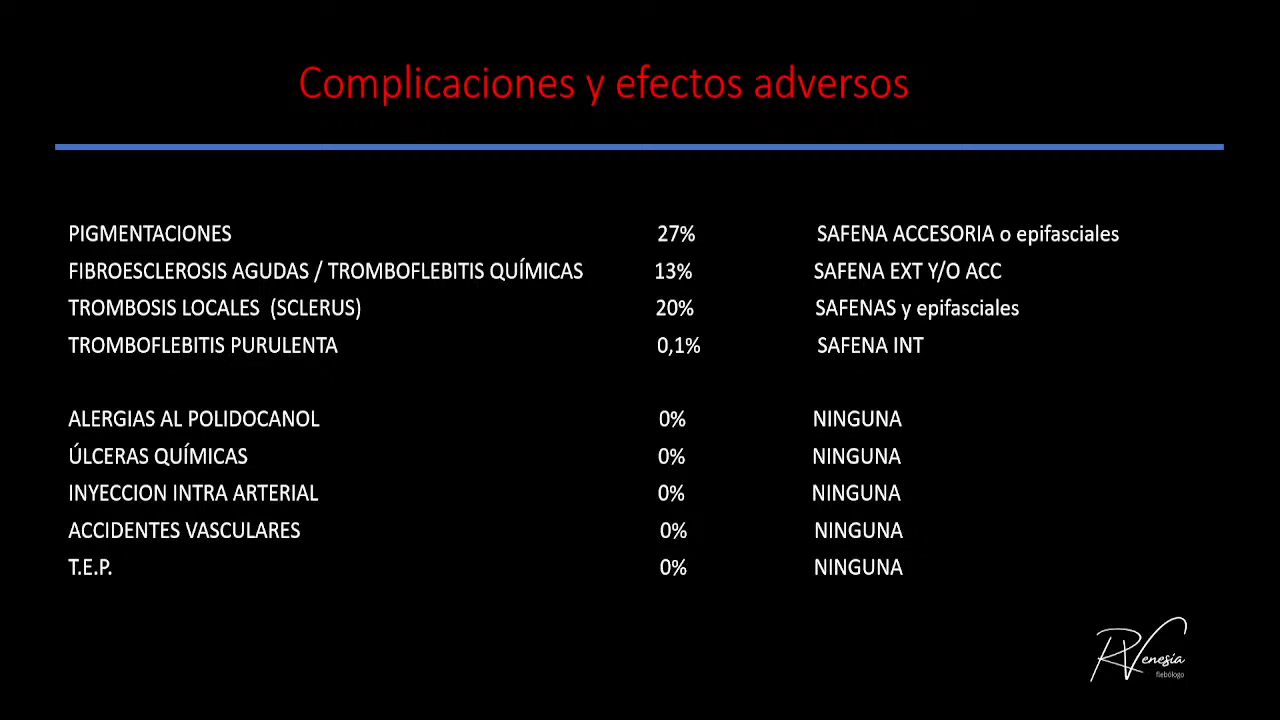 Complicaciones y efectos adversos
PIGMENTACIONES 27% SAFENA ACCESORIA o epifasciales
FIBROESCLEROSIS AGUDAS / TROMBOFLEBITIS QUÍMICAS 13% SAFENA EXT Y/O ACC
TROMBOSIS LOCALES (SCLERUS) 20% SAFENAS y epifasciales
TROMBOFLEBITIS PURULENTA 0,1% SAFENA INT
ALERGIAS AL POLIDOCANOL 0% NINGUNA
ÚLCERAS QUÍMICAS 0% NINGUNA
INYECCION INTRA ARTERIAL 0% NINGUNA
ACCIDENTES VASCULARES 0% NINGUNA
T.E.P. 0% NINGUNA
RVenesia
flebólogo